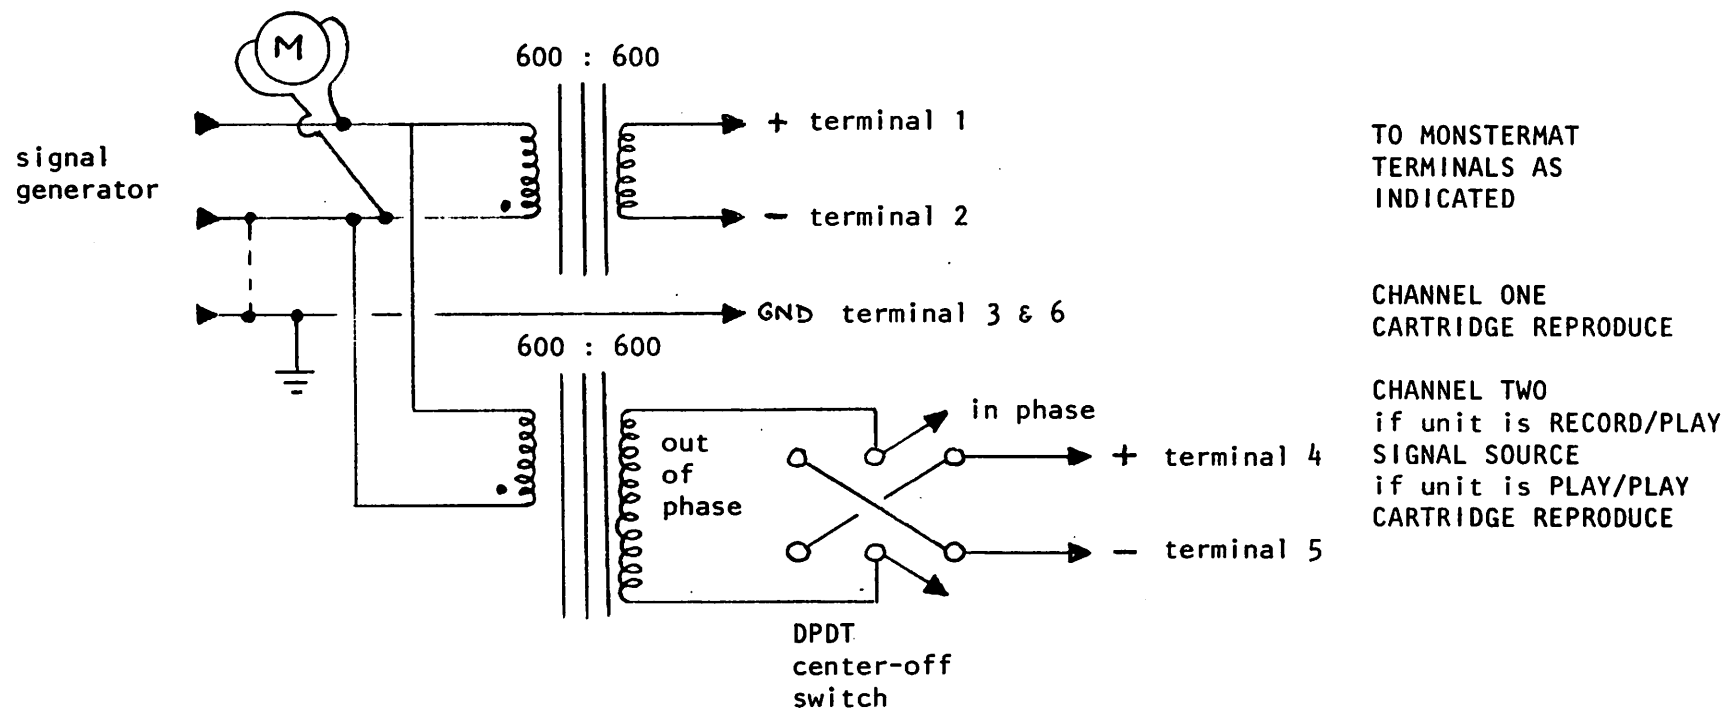 M
600 : 600
signal
generator
+ terminal 1
− terminal 2
GND terminal 3 & 6
600 : 600
out
of
phase
in phase
+ terminal 4
− terminal 5
DPDT
center-off
switch
TO MONSTERMAT
TERMINALS AS
INDICATED
CHANNEL ONE
CARTRIDGE REPRODUCE
CHANNEL TWO
if unit is RECORD/PLAY
SIGNAL SOURCE
if unit is PLAY/PLAY
CARTRIDGE REPRODUCE